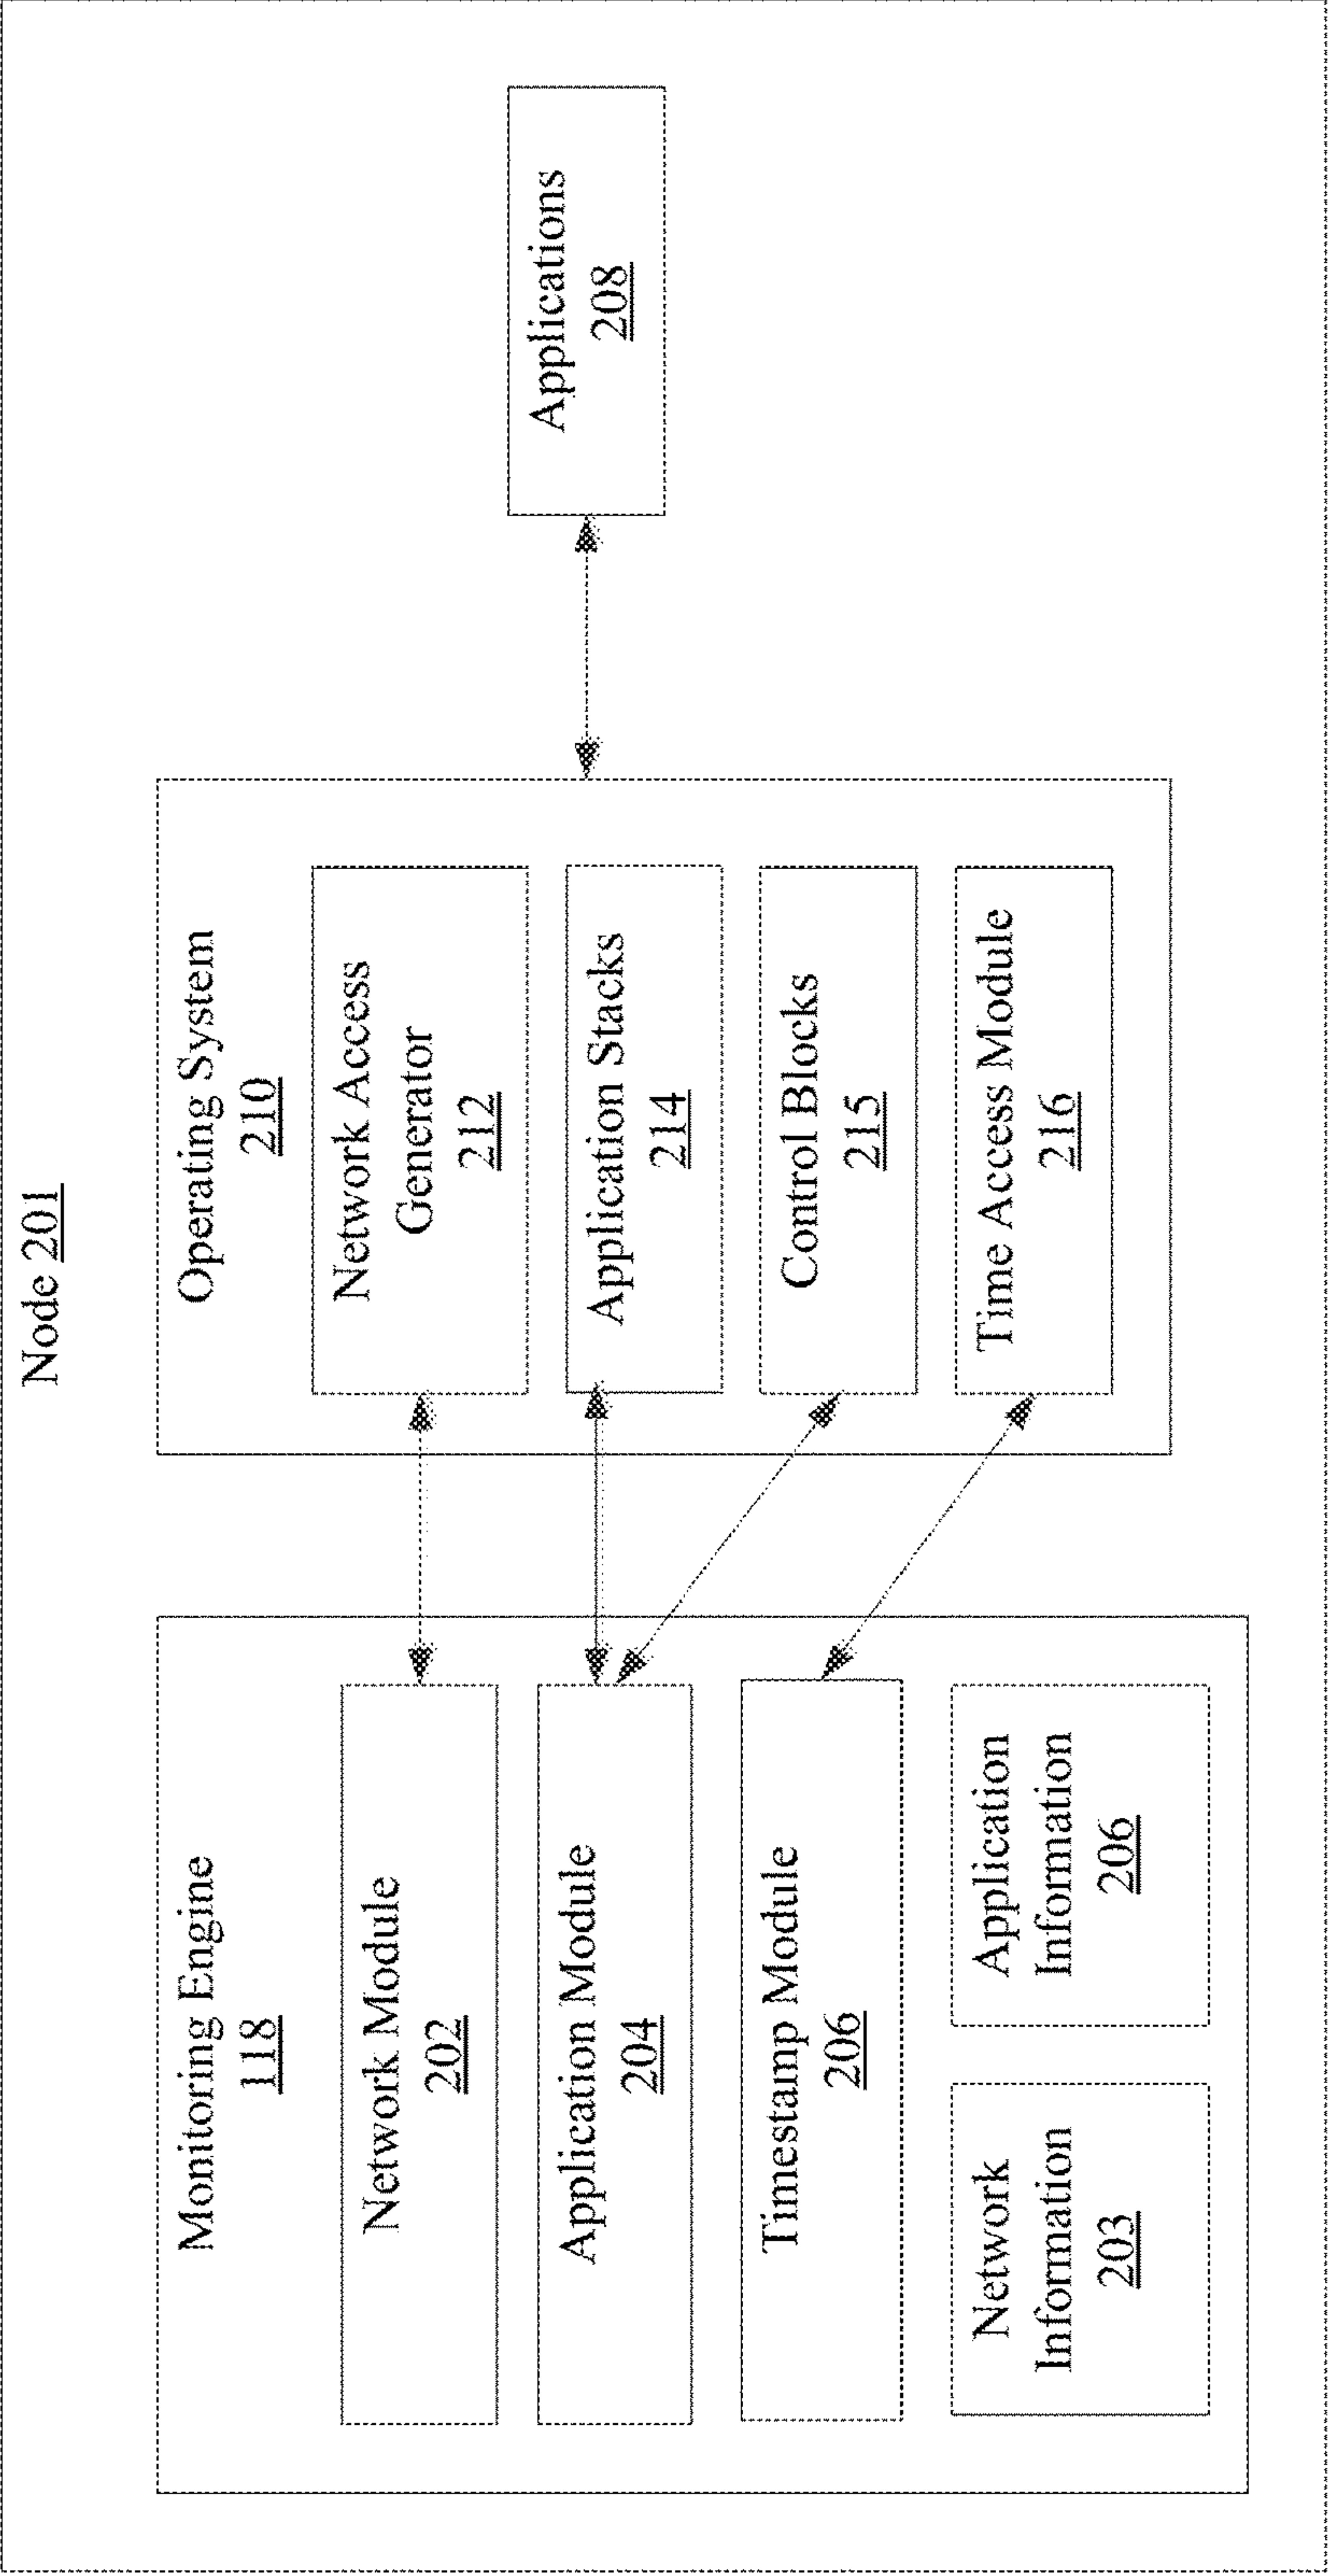 Node 201
Monitoring Engine
118
Network Module
202
Application Module
204
Timestamp Module
206
Network
Information
203
Application
Information
206
Operating System
210
Network Access
Generator
212
Application Stacks
214
Control Blocks
215
Time Access Module
216
Applications
208